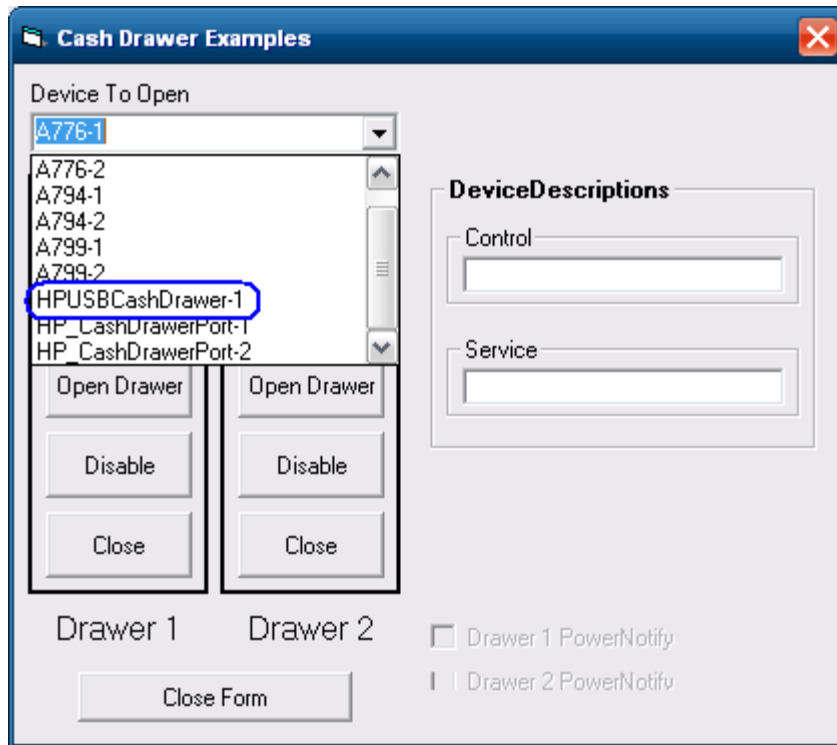 Cash Drawer Examples
Device To Open
A776-1
A776-2
A794-1
A794-2
A799-1
A799-2
HPUSBCashDrawer-1
HP_CashDrawerPort-1
HP_CashDrawerPort-2
DeviceDescriptions
Control
Service
Open Drawer
Open Drawer
Disable
Disable
Close
Close
Drawer 1
Drawer 2
Drawer 1 PowerNotify
Drawer 2 PowerNotify
Close Form